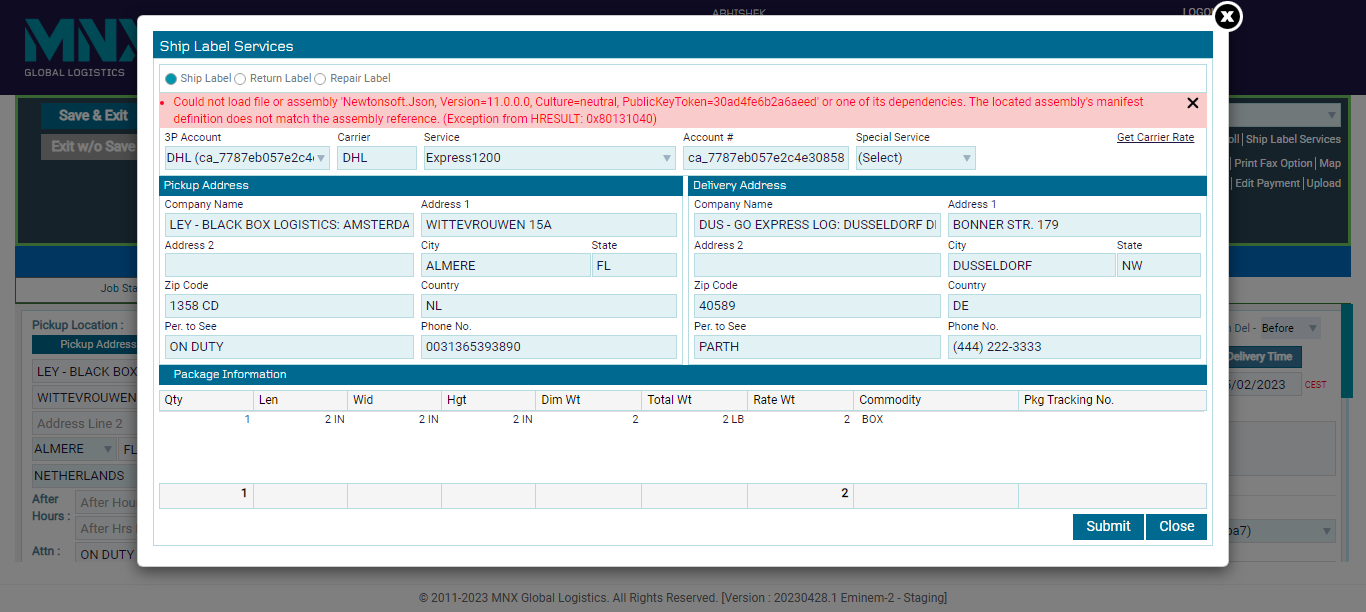 ABHISHEK
MNX
GLOBAL LOGISTICS
Save & Exit
Exit w/o Save
Ship Label Services
Ship Label Return Label Repair Label
Could not load file or assembly 'Newtonsoft.Json, Version=11.0.0.0, Culture=neutral, PublicKeyToken=30ad4fe6b2a6aeed' or one of its dependencies. The located assembly's manifest
definition does not match the assembly reference. (Exception from HRESULT: 0x80131040)
3P Account Carrier Service Account # Special Service Get Carrier Rate
DHL (ca_7787eb057e2c4 DHL Express1200 ca_7787eb057e2c4e30858 (Select)
Pickup Address Delivery Address
Company Name Address 1 Company Name Address 1
LEY - BLACK BOX LOGISTICS: AMSTERDA WITTEVROUWEN 15A DUS - GO EXPRESS LOG: DUSSELDORF D BONNER STR. 179
Address 2 City State Address 2 City State
ALMERE FL DUSSELDORF NW
Zip Code Country Zip Code Country
1358 CD NL 40589 DE
Per. to See Phone No. Per. to See Phone No.
ON DUTY 0031365393890 PARTH (444) 222-3333
Package Information
Qty Len Wid Hgt Dim Wt Total Wt Rate Wt Commodity Pkg Tracking No.
1 2 IN 2 IN 2 IN 2 2 LB 2 BOX
1 2
Submit Close
Ship Label Services
Print Fax Option | Map
Edit Payment | Upload
Job Sta
Pickup Location :
Pickup Address
LEY - BLACK BOX
WITTEVROUWEN
Address Line 2
ALMERE FL
NETHERLANDS
After
Hours :
After Hou
After Hrs
Attn : ON DUTY
Del - Before
Delivery Time
/02/2023 CEST
a7)
© 2011-2023 MNX Global Logistics. All Rights Reserved. [Version : 20230428.1 Eminem-2 - Staging]